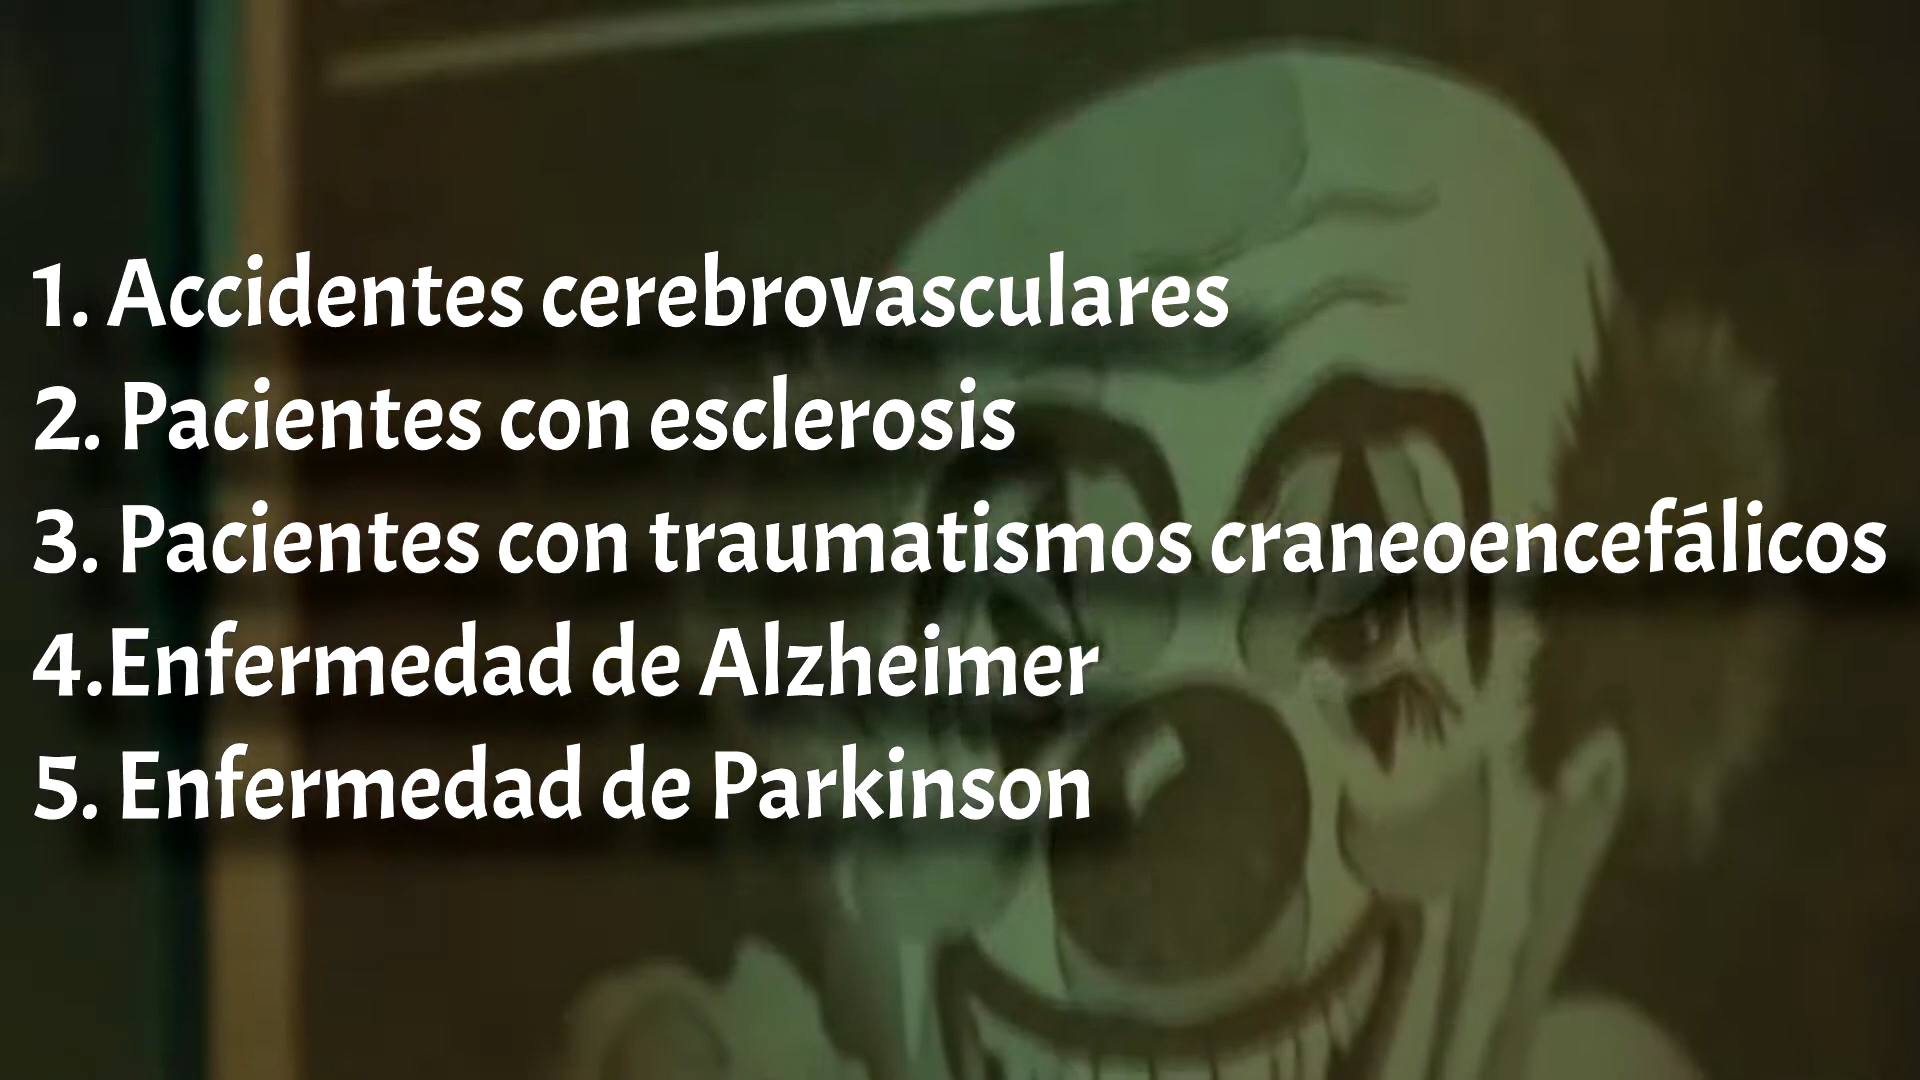 1. Accidentes cerebrovasculares
2. Pacientes con esclerosis
3. Pacientes con traumatismos craneoencefálicos
4.Enfermedad de Alzheimer
5. Enfermedad de Parkinson